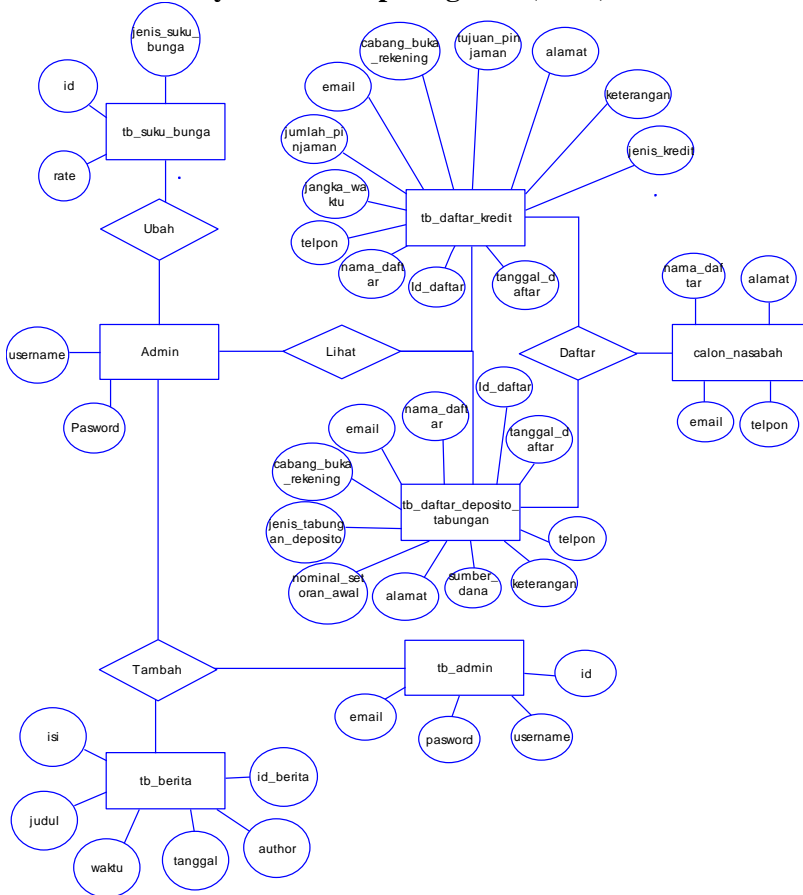 jenis_suku_
bunga
id
tb_suku_bunga
rate
Ubah
cabang_buka
_rekening
tujuan_pin
jaman
alamat
email
keterangan
jumlah_pi
njaman
jenis_kredit
jangka_wa
ktu
tb_daftar_kredit
telpon
nama_daft
ar
Id_daftar
tanggal_d
aftar
nama_daf
tar
alamat
username
Admin
Lihat
Daftar
calon_nasabah
Pasword
email
telpon
Id_daftar
nama_daft
ar
email
tanggal_d
aftar
cabang_buka
_rekening
tb_daftar_deposito_
tabungan
jenis_tabung
an_deposito
telpon
nominal_set
oran_awal
alamat
sumber_
dana
keterangan
Tambah
tb_admin
id
email
pasword
username
isi
tb_berita
id_berita
judul
waktu
tanggal
author